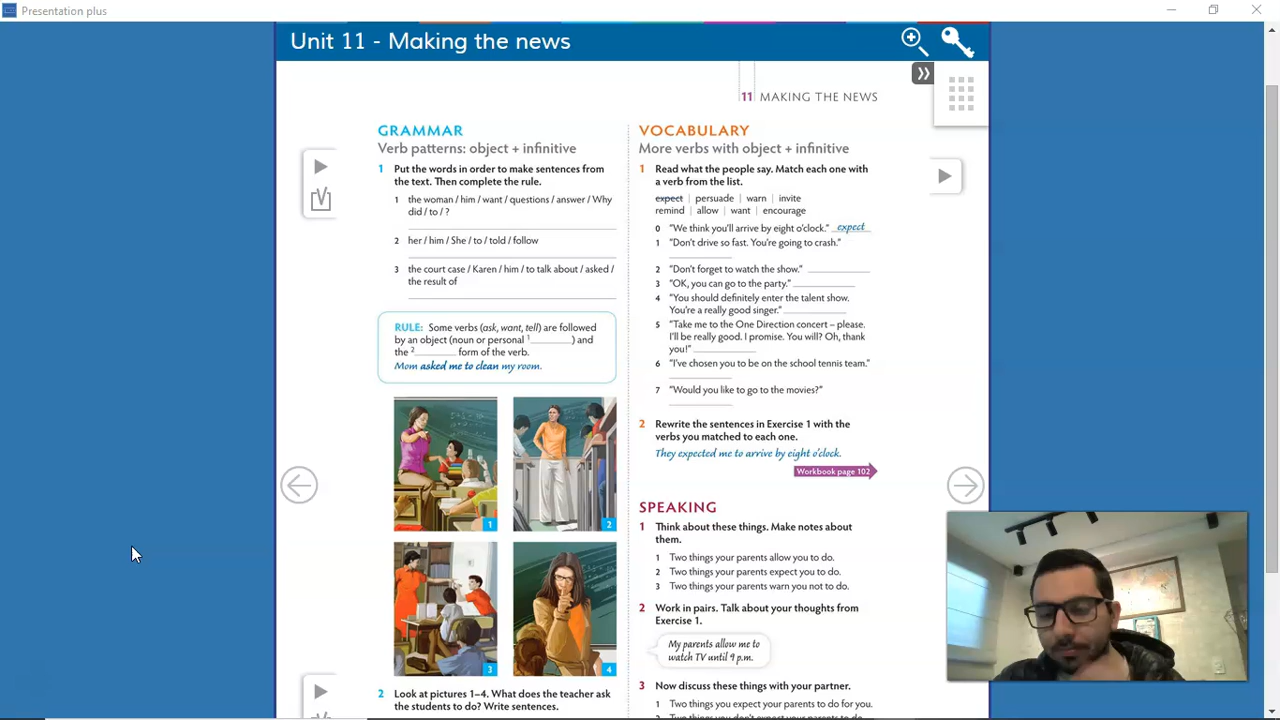 Presentation plus
Unit 11 - Making the news
11 MAKING THE NEWS
GRAMMAR
Verb patterns: object + infinitive
1 Put the words in order to make sentences from
the text. Then complete the rule.
1 the woman / him / want / questions / answer / Why
did / to / ?
2 her / him / She / to / told / follow
3 the court case / Karen / him / to talk about / asked /
the result of
RULE: Some verbs (ask, want, tell) are followed
by an object (noun or personal 1________) and
the 2________ form of the verb.
Mom asked me to clean my room.
1
2
3
4
2 Look at pictures 1–4. What does the teacher ask
the students to do? Write sentences.
VOCABULARY
More verbs with object + infinitive
1 Read what the people say. Match each one with
a verb from the list.
expect | persuade | warn | invite
remind | allow | want | encourage
0 "We think you'll arrive by eight o'clock." expect
1 "Don't drive so fast. You're going to crash."
2 "Don't forget to watch the show."
3 "OK, you can go to the party."
4 "You should definitely enter the talent show.
You're a really good singer."
5 "Take me to the One Direction concert – please.
I'll be really good. I promise. You will? Oh, thank
you!"
6 "I've chosen you to be on the school tennis team."
7 "Would you like to go to the movies?"
2 Rewrite the sentences in Exercise 1 with the
verbs you matched to each one.
They expected me to arrive by eight o'clock.
Workbook page 102
SPEAKING
1 Think about these things. Make notes about
them.
1 Two things your parents allow you to do.
2 Two things your parents expect you to do.
3 Two things your parents warn you not to do.
2 Work in pairs. Talk about your thoughts from
Exercise 1.
My parents allow me to
watch TV until 9 p.m.
3 Now discuss these things with your partner.
1 Two things you expect your parents to do for you.
2 Two things you don't expect your parents to do